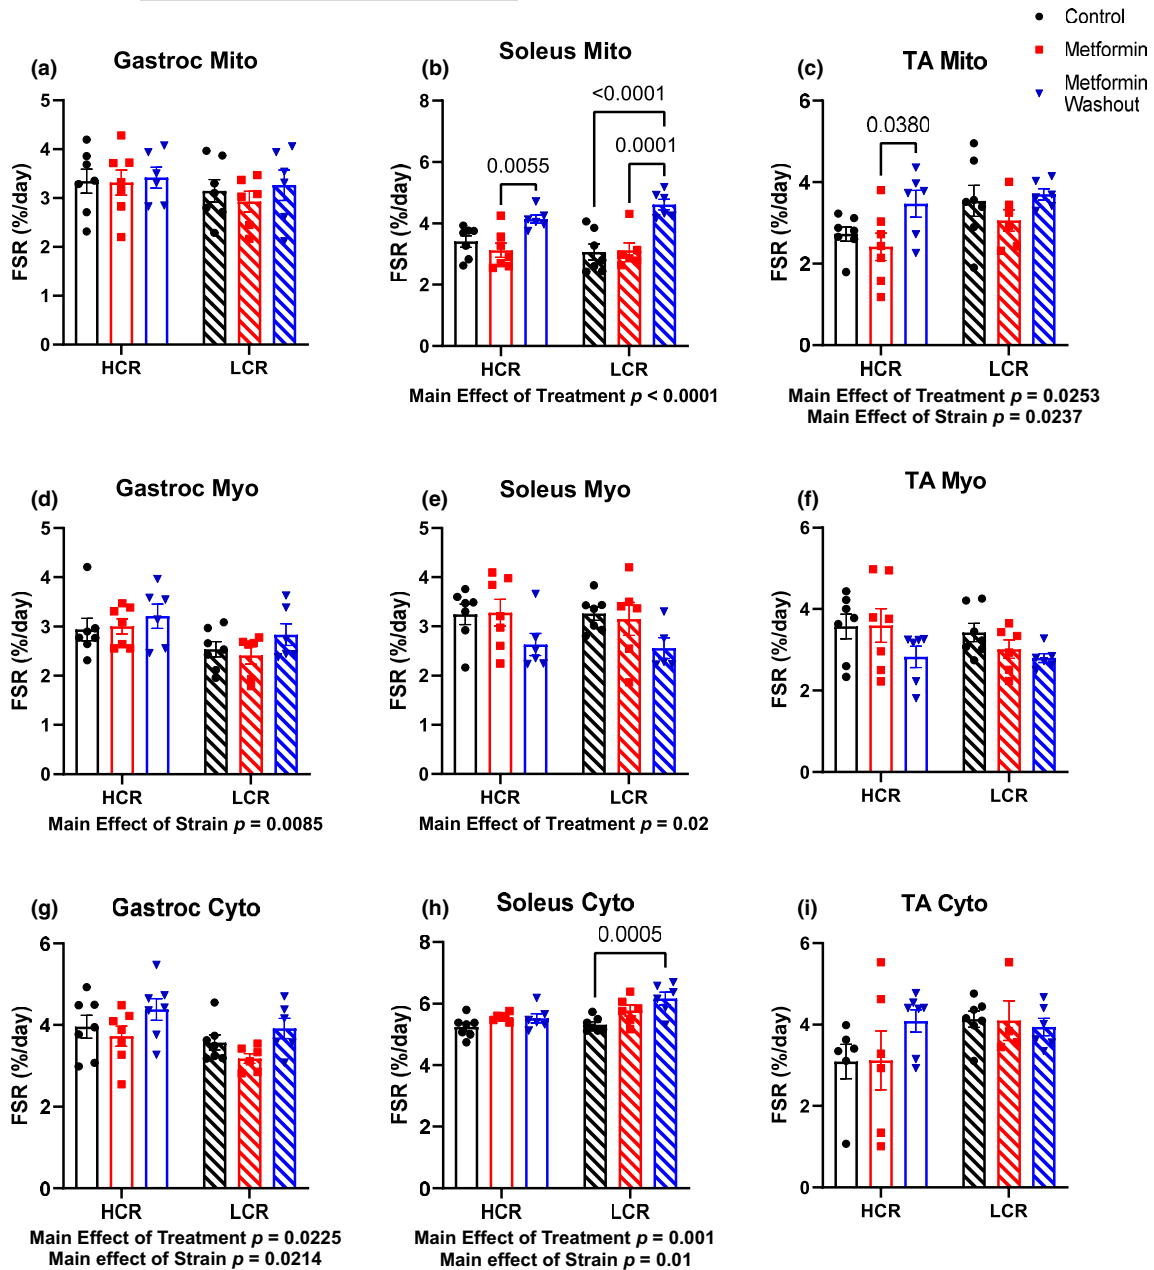 Control
Metformin
Metformin
Washout
(a)
Gastroc Mito
FSR (%/day)
5
4
3
2
1
0
HCR
LCR
(b)
Soleus Mito
FSR (%/day)
8
6
4
2
0
<0.0001
0.0055
0.0001
HCR
LCR
Main Effect of Treatment p < 0.0001
(c)
TA Mito
FSR (%/day)
6
4
2
0
0.0380
HCR
LCR
Main Effect of Treatment p = 0.0253
Main Effect of Strain p = 0.0237
(d)
Gastroc Myo
FSR (%/day)
5
4
3
2
1
0
HCR
LCR
Main Effect of Strain p = 0.0085
(e)
Soleus Myo
FSR (%/day)
5
4
3
2
1
0
HCR
LCR
Main Effect of Treatment p = 0.02
(f)
TA Myo
FSR (%/day)
6
4
2
0
HCR
LCR
(g)
Gastroc Cyto
FSR (%/day)
6
4
2
0
HCR
LCR
Main Effect of Treatment p = 0.0225
Main effect of Strain p = 0.0214
(h)
Soleus Cyto
FSR (%/day)
8
6
4
2
0
0.0005
HCR
LCR
Main Effect of Treatment p = 0.001
Main effect of Strain p = 0.01
(i)
TA Cyto
FSR (%/day)
6
4
2
0
HCR
LCR